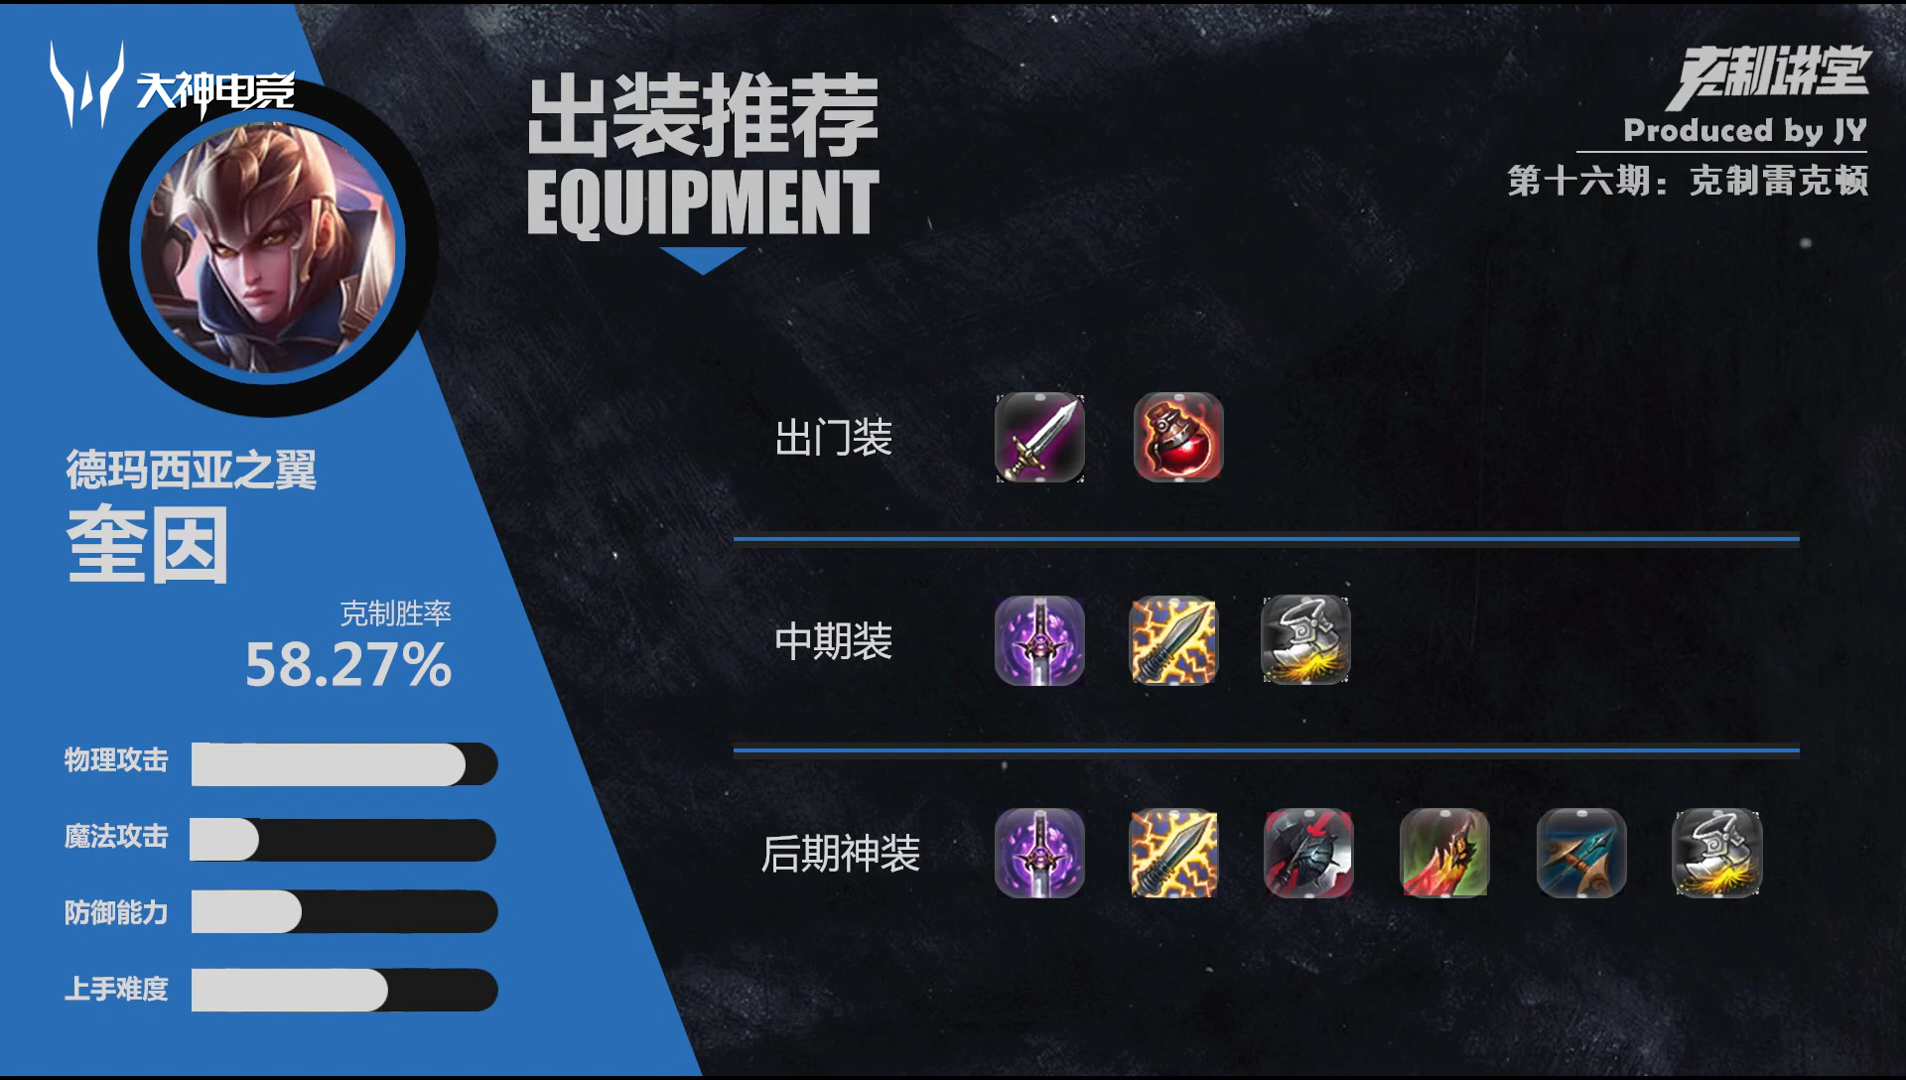 大神电竞
德玛西亚之翼
奎因
克制胜率
58.27%
物理攻击
魔法攻击
防御能力
上手难度
出装推荐
EQUIPMENT
克制讲堂
Produced by JY
第十六期：克制雷克顿
出门装
中期装
后期神装